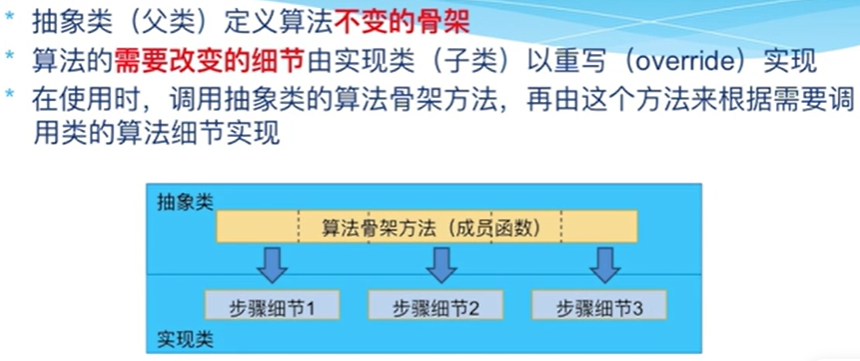 * 抽象类（父类）定义算法不变的骨架
* 算法的需要改变的细节由实现类（子类）以重写（override）实现
* 在使用时，调用抽象类的算法骨架方法，再由这个方法来根据需要调
用类的算法细节实现
抽象类
算法骨架方法（成员函数）
步骤细节1
步骤细节2
步骤细节3
实现类